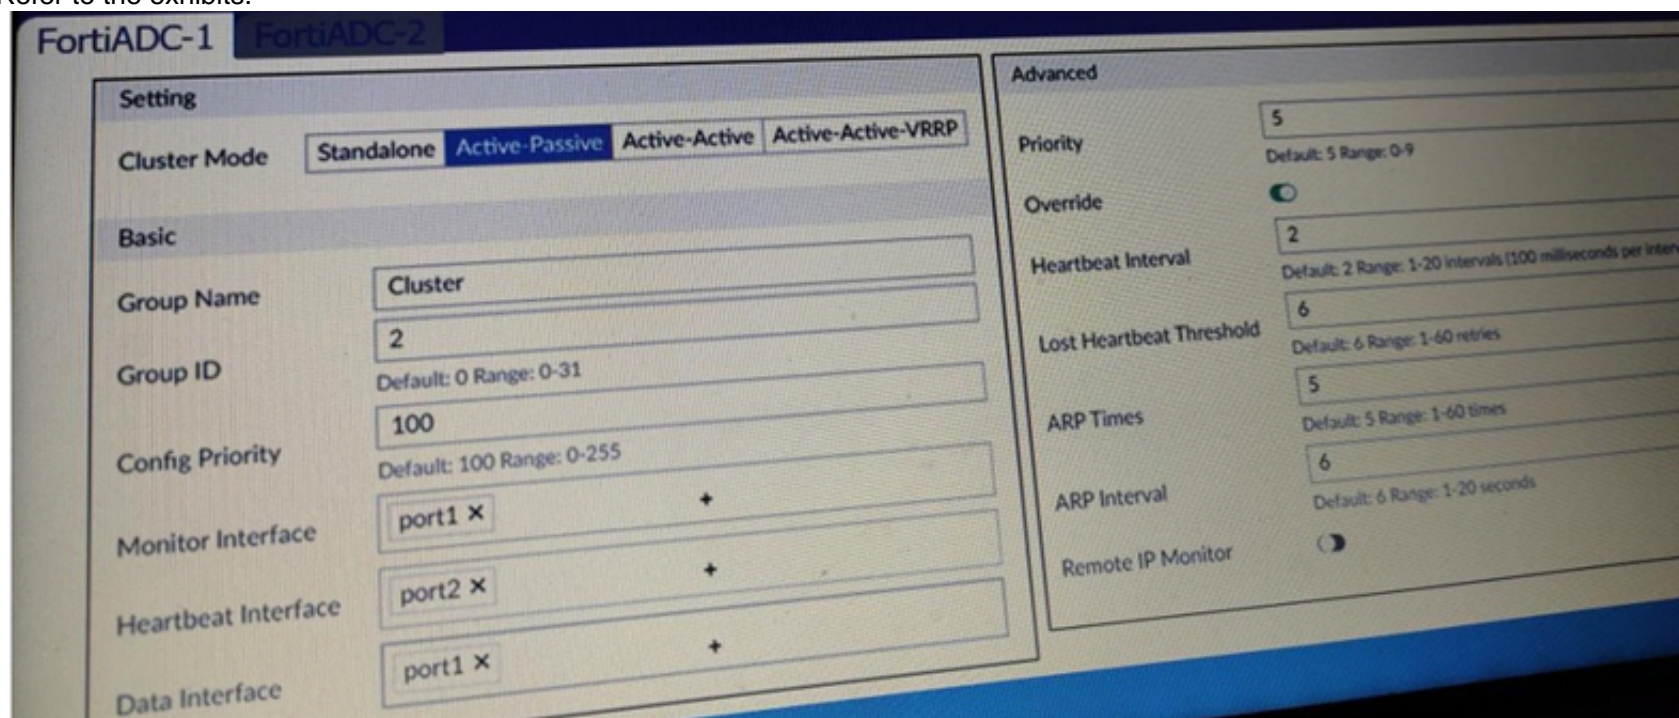 Refer to the exhibits.
FortiADC-1
FortiADC-2
Setting
Cluster Mode
Standalone
Active-Passive
Active-Active
Active-Active-VRRP
Basic
Group Name
Cluster
Group ID
2
Default: 0 Range: 0-31
Config Priority
100
Default: 100 Range: 0-255
Monitor Interface
port1 ×
+
Heartbeat Interface
port2 ×
+
Data Interface
port1 ×
+
Advanced
Priority
5
Default: 5 Range: 0-9
Override
Heartbeat Interval
2
Default: 2 Range: 1-20 intervals (100 milliseconds per
Lost Heartbeat Threshold
6
Default: 6 Range: 1-60 retries
ARP Times
5
Default: 5 Range: 1-60 times
ARP Interval
6
Default: 6 Range: 1-20 seconds
Remote IP Monitor